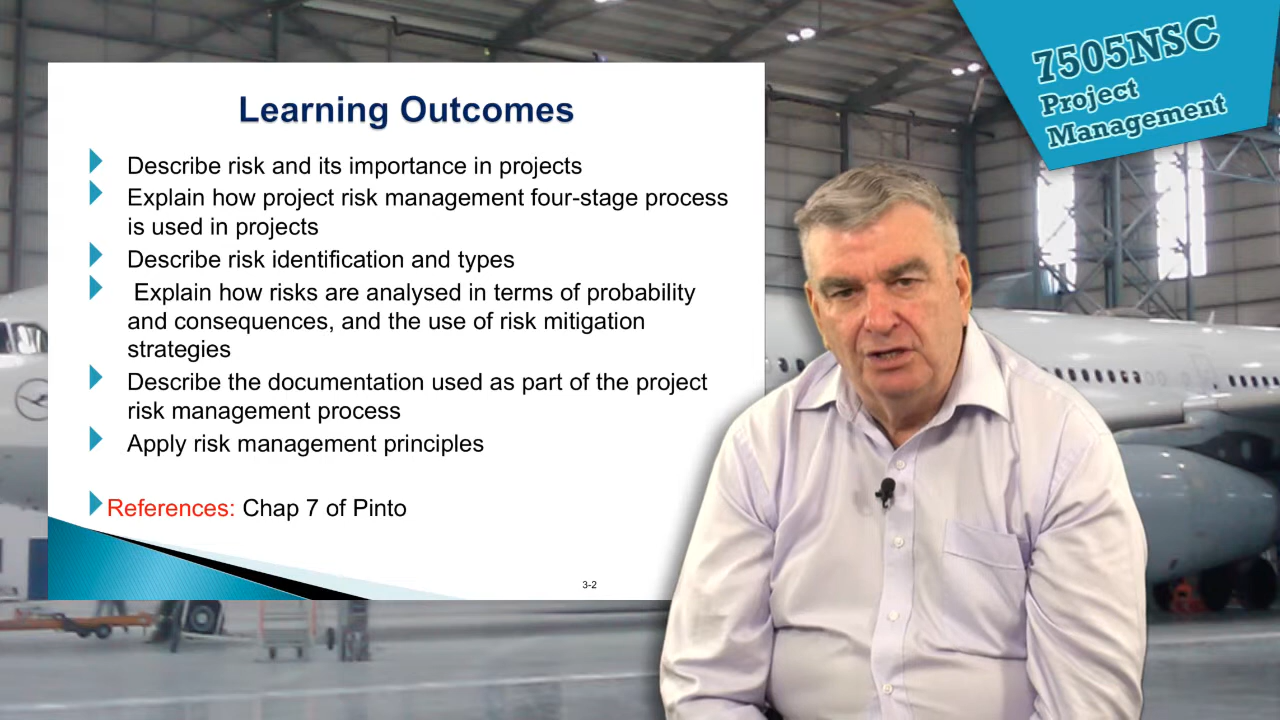 7505NSC
Project
Management
Learning Outcomes
Describe risk and its importance in projects
Explain how project risk management four-stage process
is used in projects
Describe risk identification and types
Explain how risks are analysed in terms of probability
and consequences, and the use of risk mitigation
strategies
Describe the documentation used as part of the project
risk management process
Apply risk management principles
References: Chap 7 of Pinto
3-2